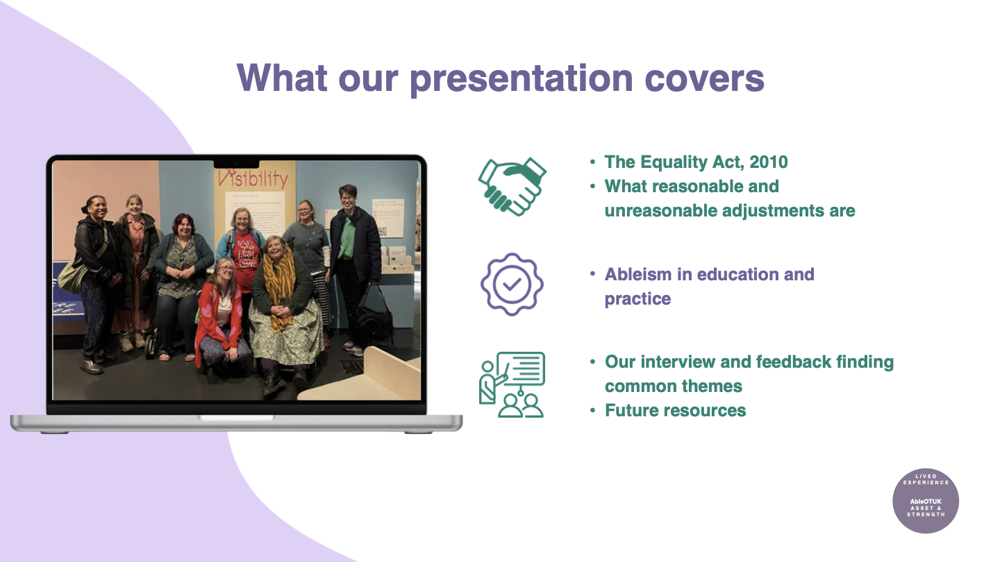 What our presentation covers
Visibility
• The Equality Act, 2010
• What reasonable and
unreasonable adjustments are
• Ableism in education and
practice
• Our interview and feedback finding
common themes
• Future resources
LIVED
EXPERIENCE
AbleOTUK
ASSET &
STRENGTH